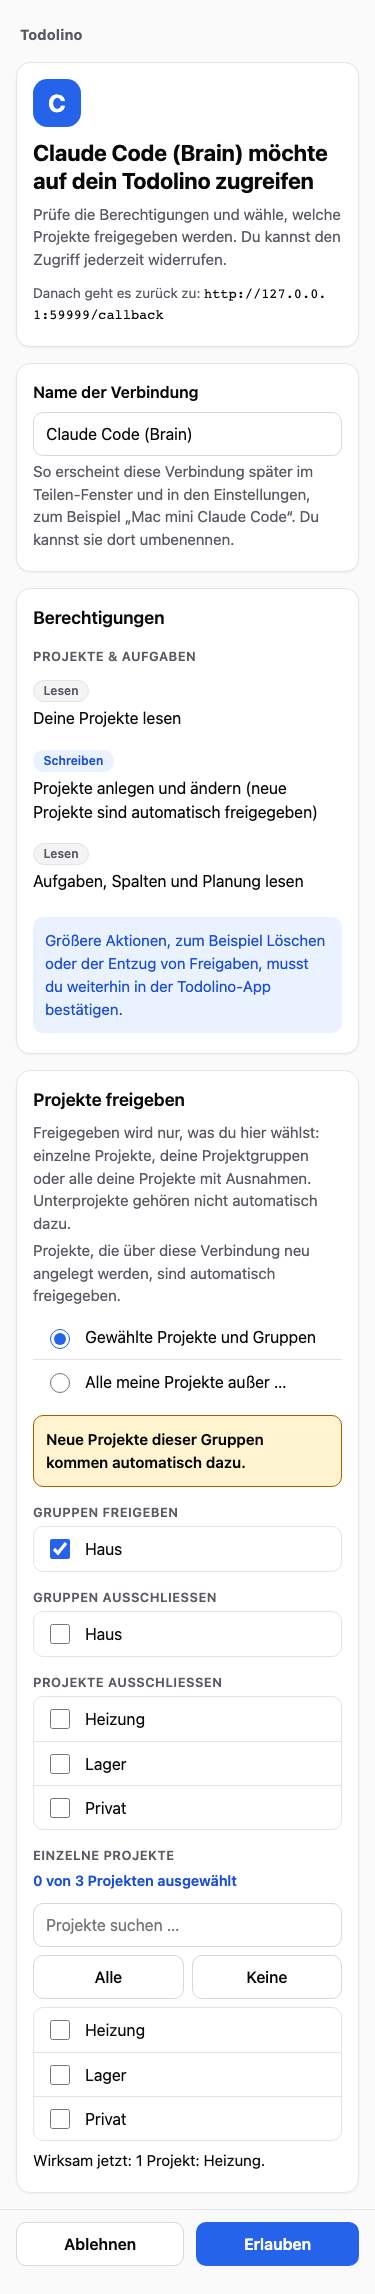 Todolino
C
Claude Code (Brain) möchte
auf dein Todolino zugreifen
Prüfe die Berechtigungen und wähle, welche
Projekte freigegeben werden. Du kannst den
Zugriff jederzeit widerrufen.
Danach geht es zurück zu: http://127.0.0.
1:59999/callback
Name der Verbindung
Claude Code (Brain)
So erscheint diese Verbindung später im
Teilen-Fenster und in den Einstellungen,
zum Beispiel „Mac mini Claude Code“. Du
kannst sie dort umbenennen.
Berechtigungen
PROJEKTE & AUFGABEN
Lesen
Deine Projekte lesen
Schreiben
Projekte anlegen und ändern (neue
Projekte sind automatisch freigegeben)
Lesen
Aufgaben, Spalten und Planung lesen
Größere Aktionen, zum Beispiel Löschen
oder der Entzug von Freigaben, musst
du weiterhin in der Todolino-App
bestätigen.
Projekte freigeben
Freigegeben wird nur, was du hier wählst:
einzelne Projekte, deine Projektgruppen
oder alle deine Projekte mit Ausnahmen.
Unterprojekte gehören nicht automatisch
dazu.
Projekte, die über diese Verbindung neu
angelegt werden, sind automatisch
freigegeben.
Gewählte Projekte und Gruppen
Alle meine Projekte außer ...
Neue Projekte dieser Gruppen
kommen automatisch dazu.
GRUPPEN FREIGEBEN
Haus
GRUPPEN AUSSCHLIESSEN
Haus
PROJEKTE AUSSCHLIESSEN
Heizung
Lager
Privat
EINZELNE PROJEKTE
0 von 3 Projekten ausgewählt
Projekte suchen ...
Alle
Keine
Heizung
Lager
Privat
Wirksam jetzt: 1 Projekt: Heizung.
Ablehnen
Erlauben